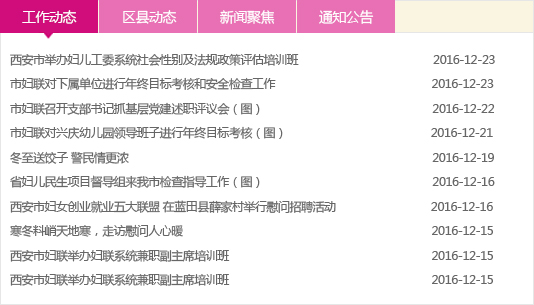 工作动态 区县动态 新闻聚焦 通知公告
西安市举办妇儿工委系统社会性别及法规政策评估培训班 2016-12-23
市妇联对下属单位进行年终目标考核和安全检查工作 2016-12-23
市妇联召开支部书记抓基层党建述职评议会（图） 2016-12-22
市妇联对兴庆幼儿园领导班子进行年终目标考核（图） 2016-12-21
冬至送饺子 警民情更浓 2016-12-19
省妇儿民生项目督导组来我市检查指导工作（图） 2016-12-16
西安市妇女创业就业五大联盟 在蓝田县薛家村举行慰问招聘活动 2016-12-16
寒冬料峭天地寒，走访慰问人心暖 2016-12-15
西安市妇联举办妇联系统兼职副主席培训班 2016-12-15
西安市妇联举办妇联系统兼职副主席培训班 2016-12-15